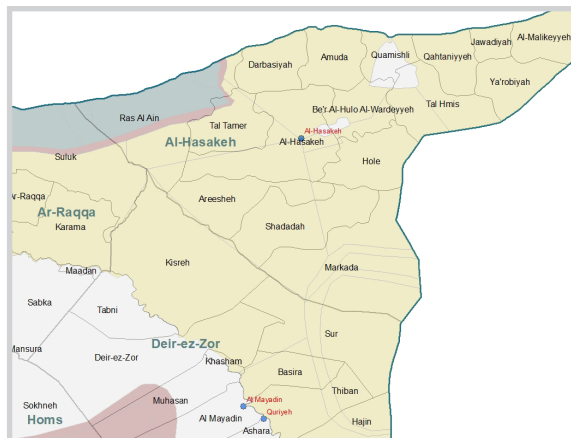 Jawadiyah
Al-Malikeyyeh
Amuda
Quamishli
Qahtaniyyeh
Darbasiyah
Ya'robiyah
Tal Hmis
Be'r Al-Hulo Al-Wardeyyeh
Ras Al Ain
Tal Tamer
Al-Hasakeh
Al-Hasakeh
Al-Hasakeh
Suluk
Hole
Ar-Raqqa
Areesheh
Ar-Raqqa
Karama
Shadadah
Kisreh
Markada
Maadan
Sabka
Tabni
Sur
Mansura
Deir-ez-Zor
Deir-ez-Zor
Khasham
Basira
Thiban
Muhasan
Al Mayadin
Sokhneh
Quriyeh
Homs
Al Mayadin
Hajin
Ashara